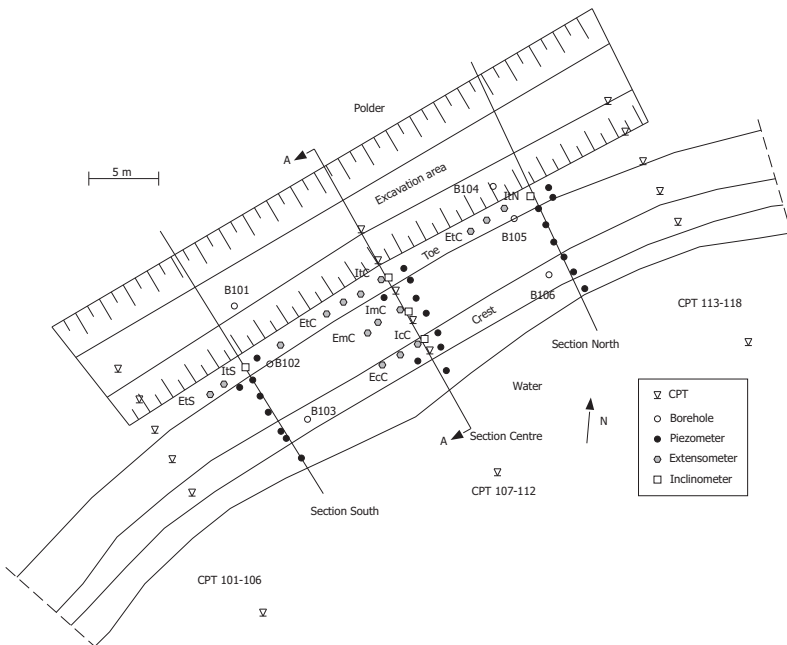 Polder
A
5 m
Excavation area
B104
ItN
EtC
B105
Toe
ItC
B101
B106
ImC
EtC
CPT 113-118
EmC
IcC
Crest
Section North
ItS
B102
EcC
Water
EtS
B103
A
Section Centre
N
CPT
Borehole
Piezometer
Extensometer
Inclinometer
CPT 107-112
Section South
CPT 101-106